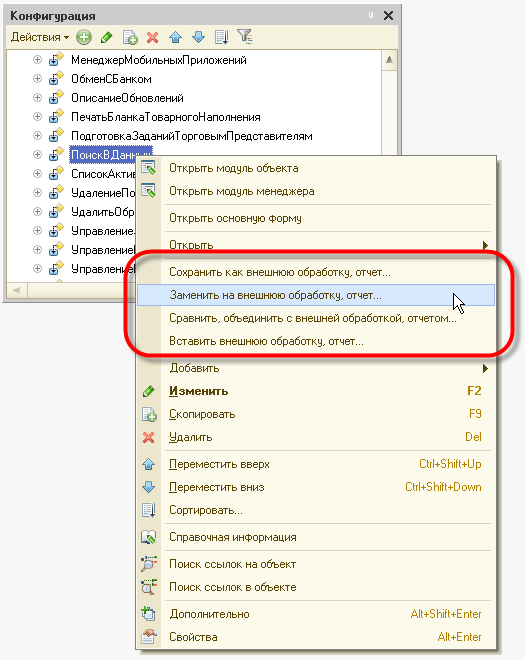 Конфигурация
Действия
МенеджерМобильныхПриложений
ОбменСБанком
ОписаниеОбновлений
ПечатьБланкаТоварногоНаполнения
ПодготовкаЗаданийТорговымПредставителям
ПоискВДанных
СписокАктив
УдалениеПо
УдалитьОбр
Управление
Управление
Управление
Открыть модуль объекта
Открыть модуль менеджера
Открыть основную форму
Открыть
Сохранить как внешнюю обработку, отчет...
Заменить на внешнюю обработку, отчет...
Сравнить, объединить с внешней обработкой, отчетом...
Вставить внешнюю обработку, отчет...
Добавить
Изменить F2
Скопировать F9
Удалить Del
Переместить вверх Ctrl+Shift+Up
Переместить вниз Ctrl+Shift+Down
Сортировать...
Справочная информация
Поиск ссылок на объект
Поиск ссылок в объекте
Дополнительно Alt+Shift+Enter
Свойства Alt+Enter